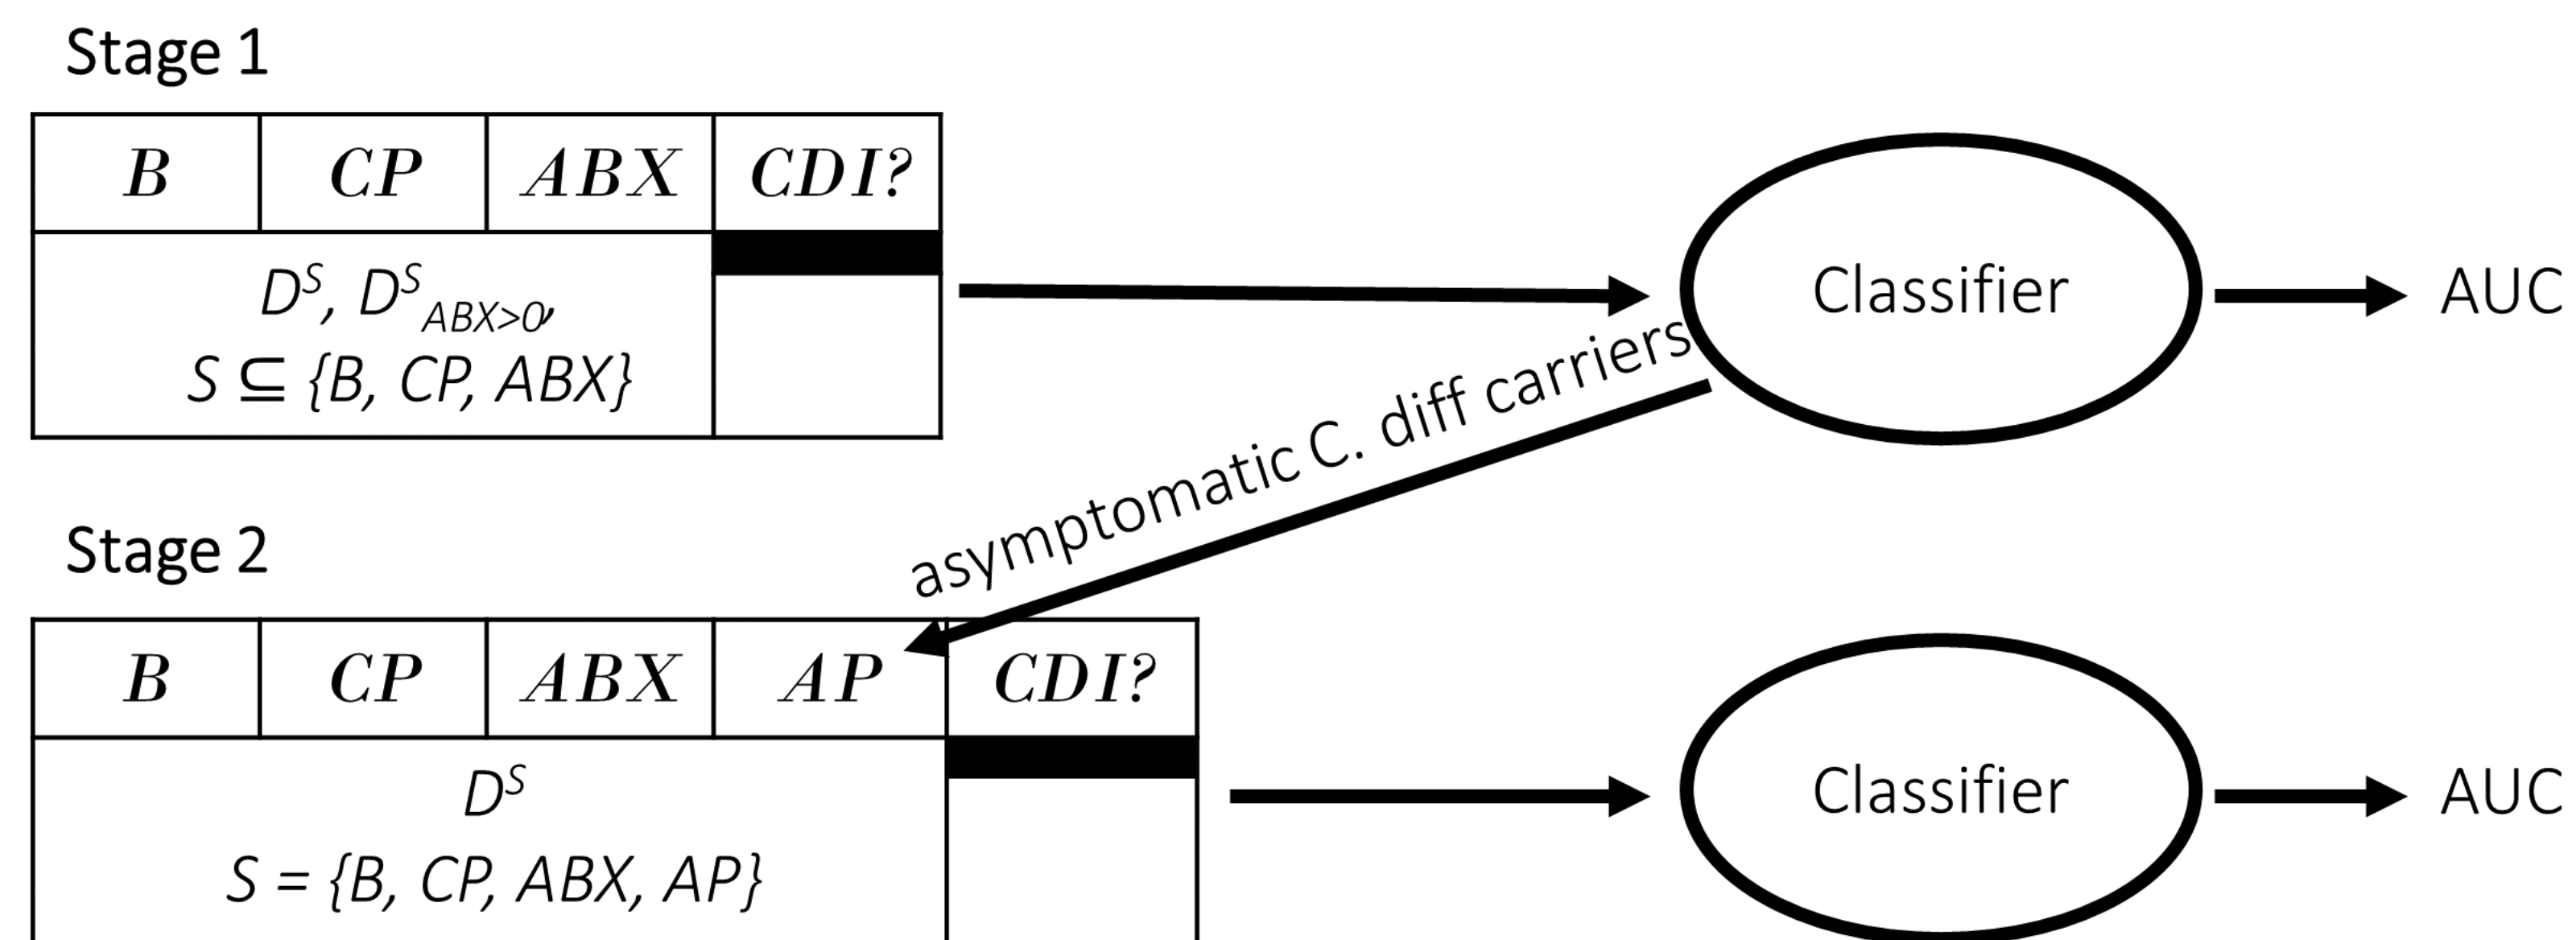 Stage 1
B CP ABX CDI?
D^S, D^S_ABX>0,
S ⊆ {B, CP, ABX}
Classifier
AUC
asymptomatic C. diff carriers
Stage 2
B CP ABX AP CDI?
D^S
S = {B, CP, ABX, AP}
Classifier
AUC